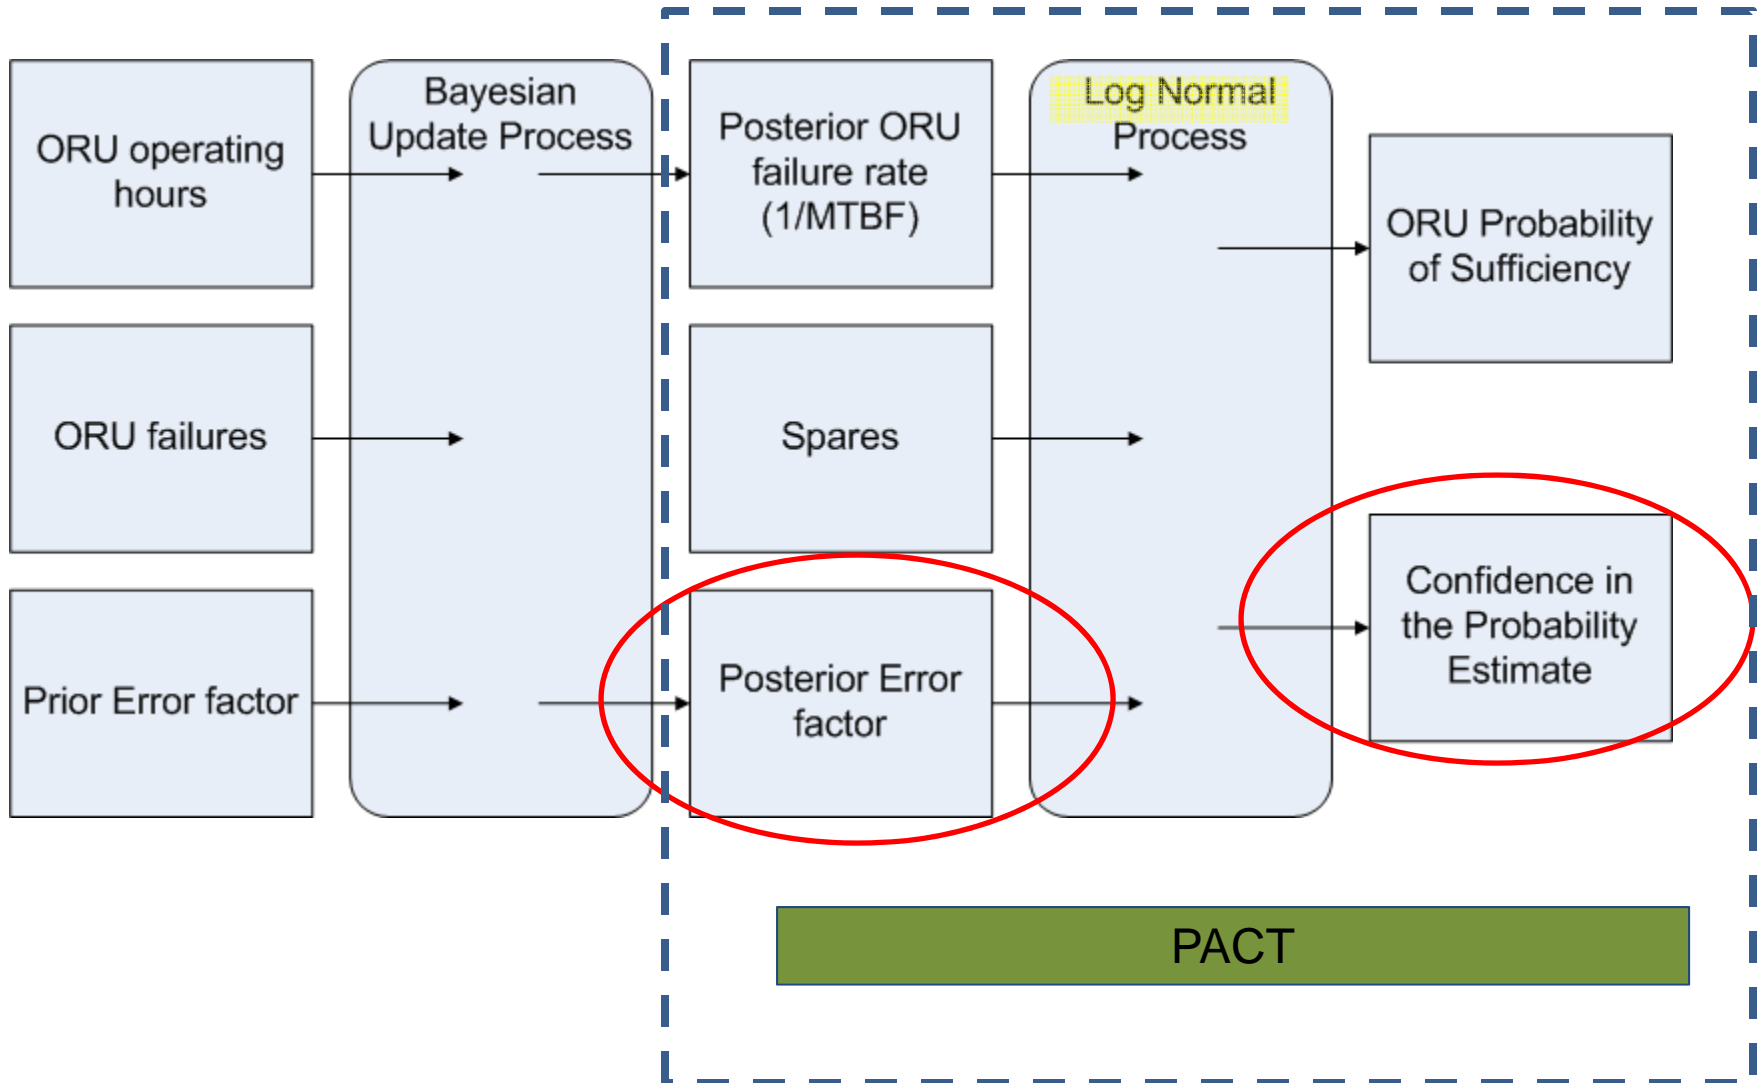 ORU operating
hours
ORU failures
Prior Error factor
Bayesian
Update Process
Posterior ORU
failure rate
(1/MTBF)
Spares
Posterior Error
factor
Log Normal
Process
ORU Probability
of Sufficiency
Confidence in
the Probability
Estimate
PACT